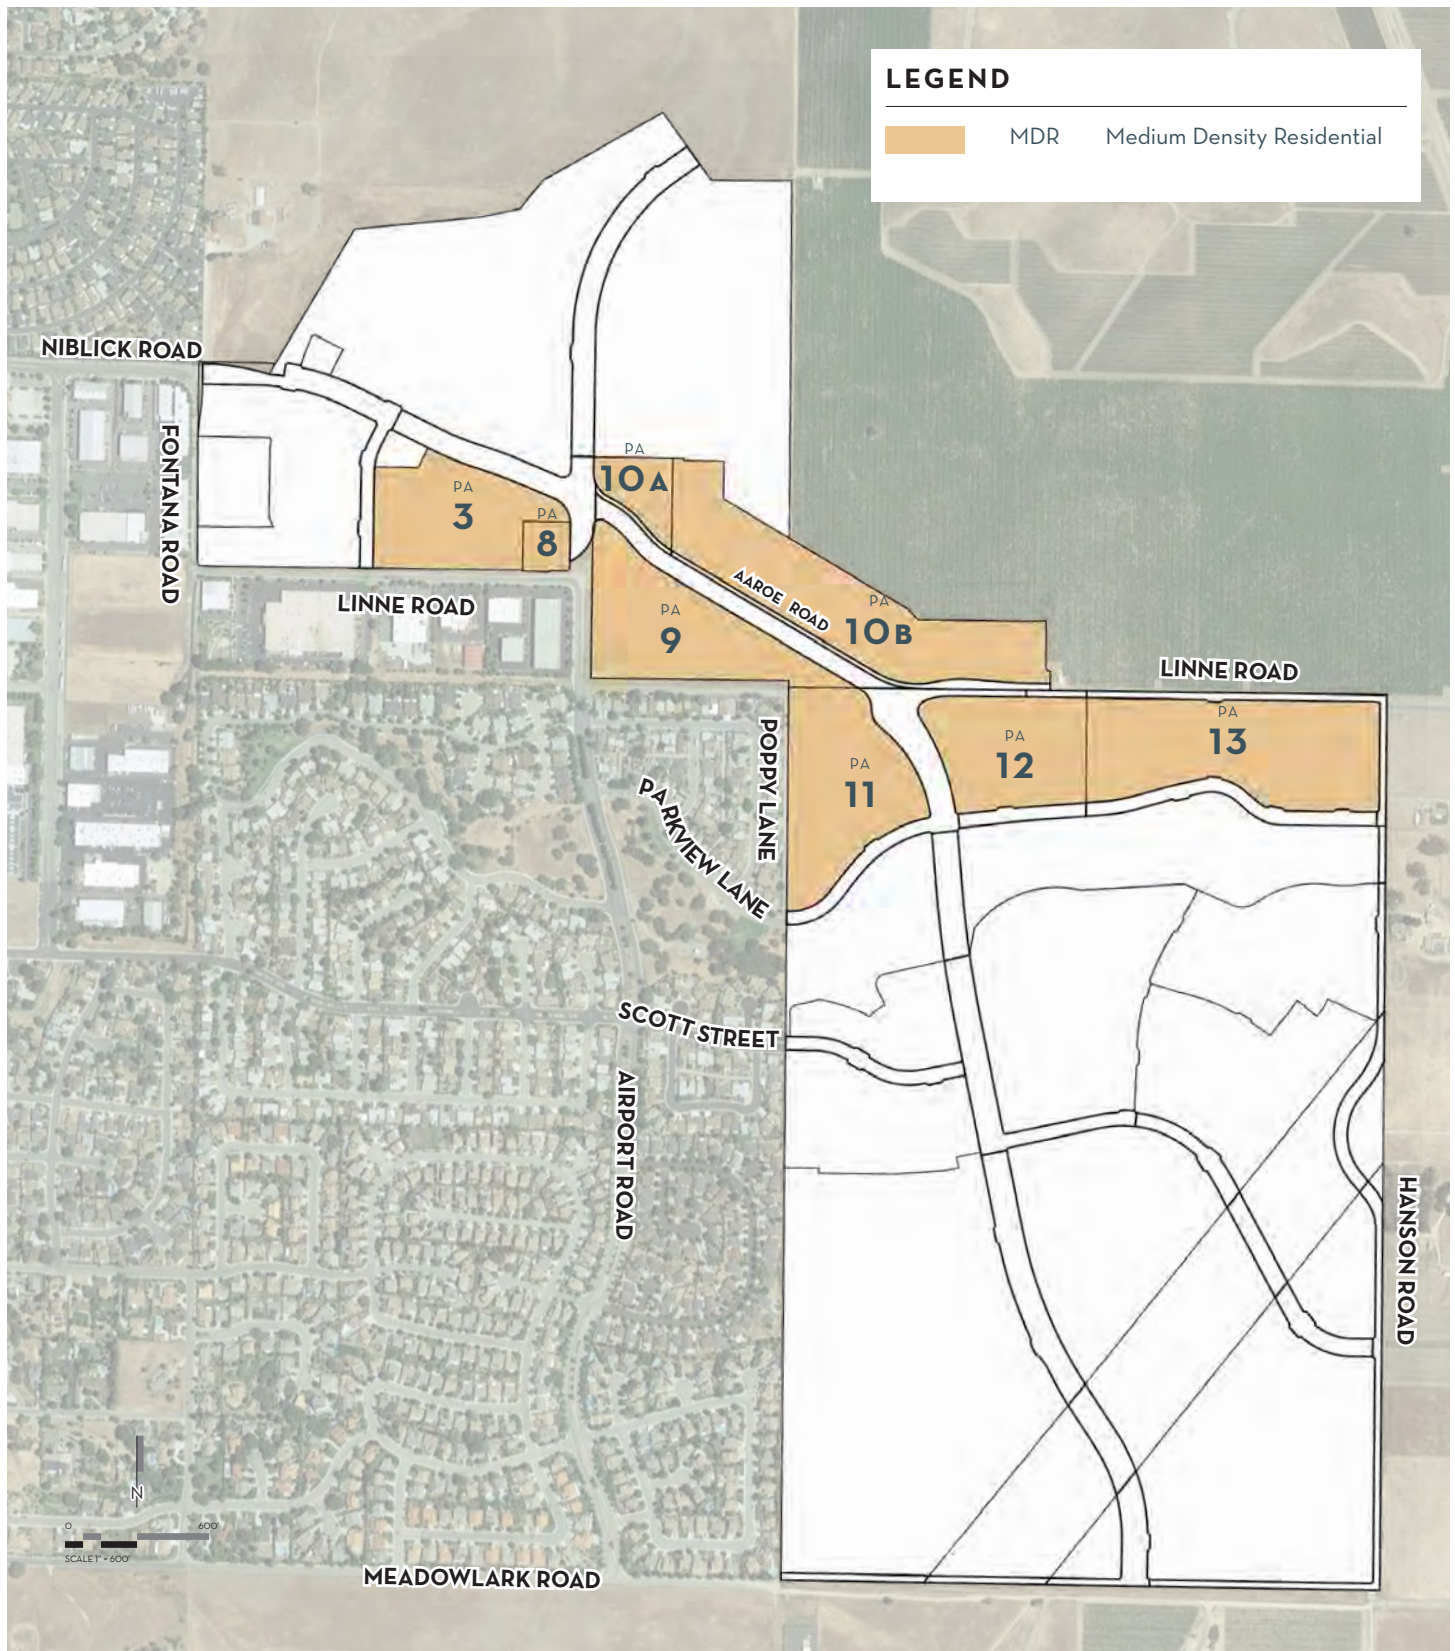 LEGEND
MDR Medium Density Residential
NIBLICK ROAD
FONTANA ROAD
PA
3
PA
8
PA
10A
AAROE ROAD
PA
10B
PA
9
LINNE ROAD
LINNE ROAD
PA
11
PA
12
PA
13
POPPY LANE
PARKVIEW LANE
SCOTT STREET
AIRPORT ROAD
HANSON ROAD
N
0 600'
SCALE 1" = 600'
MEADOWLARK ROAD